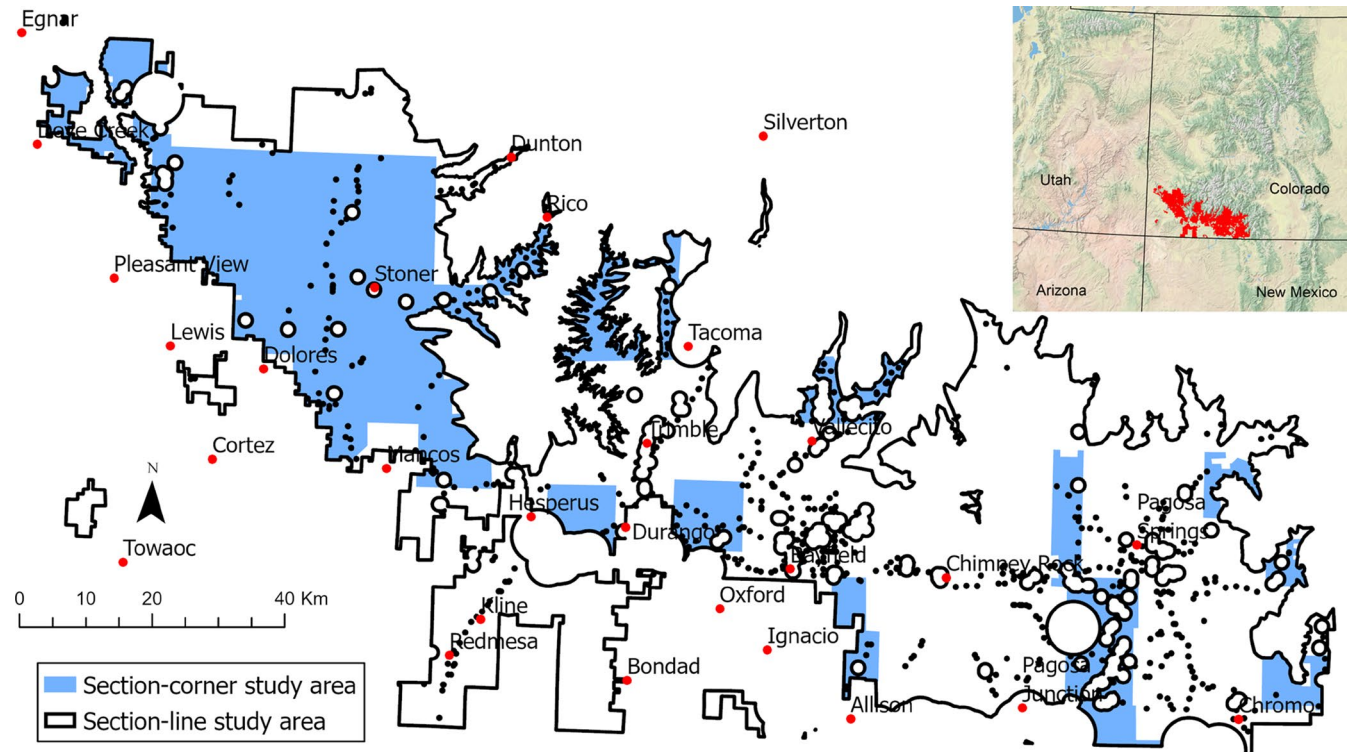 Egnar
Dove Creek
Dunton
Silverton
Rico
Pleasant View
Stoner
Lewis
Dolores
Tacoma
Cortez
Mancos
Trimble
Vallecito
N
Towaoc
Hesperus
Durango
Bayfield
Chimney Rock
Pagosa
Springs
0 10 20 40 Km
Kline
Oxford
Redmesa
Ignacio
Bondad
Pagosa
Junction
Allison
Chromo
Section-corner study area
Section-line study area
Utah
Colorado
Arizona
New Mexico